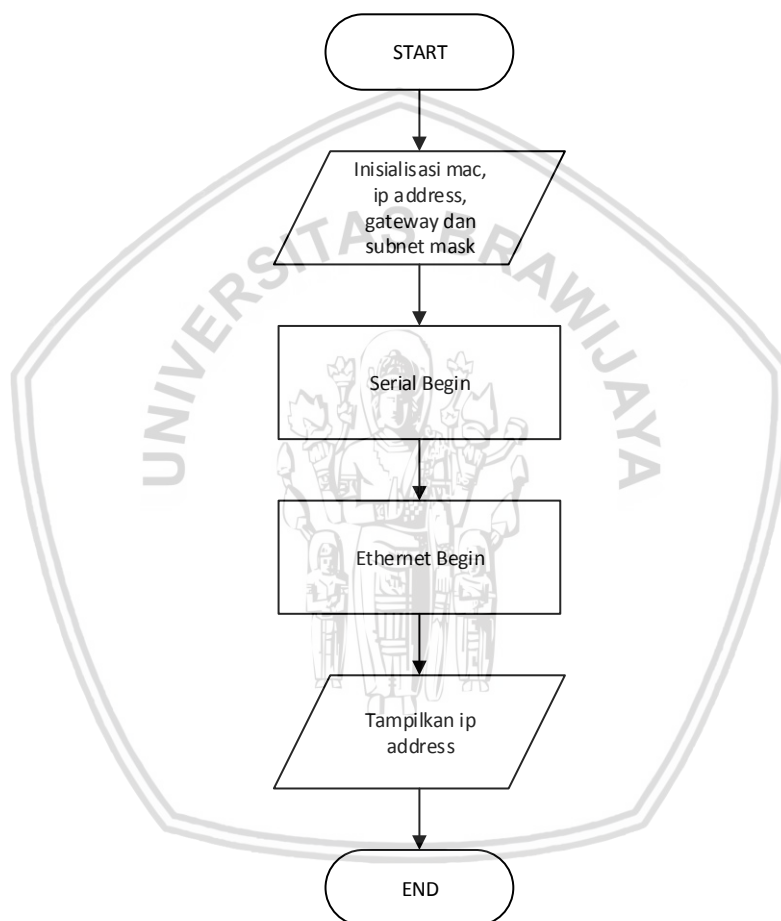 START
Inisialisasi mac,
ip address,
gateway dan
subnet mask
UNIVERSITAS BRAWIJAYA
Serial Begin
Ethernet Begin
Tampilkan ip
address
END